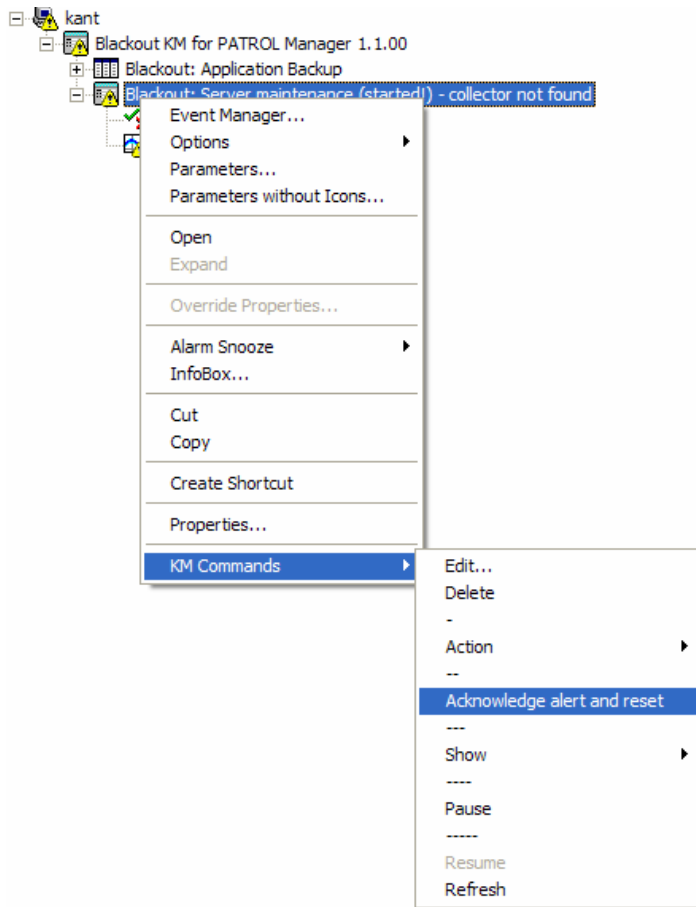 kant
Blackout KM for PATROL Manager 1.1.00
Blackout: Application Backup
Blackout: Server maintenance (started!) - collector not found
Event Manager...
Options
Parameters...
Parameters without Icons...
Open
Expand
Override Properties...
Alarm Snooze
InfoBox...
Cut
Copy
Create Shortcut
Properties...
KM Commands
Edit...
Delete
-
Action
--
Acknowledge alert and reset
---
Show
----
Pause
-----
Resume
Refresh